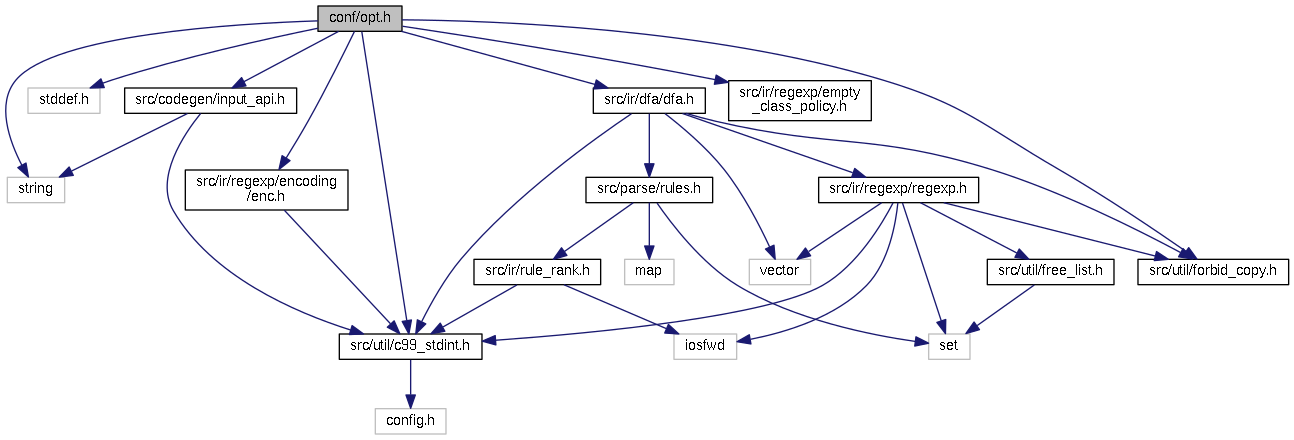 conf/opt.h
stddef.h
src/codegen/input_api.h
src/ir/dfa/dfa.h
src/ir/regexp/empty
_class_policy.h
string
src/ir/regexp/encoding
/enc.h
src/parse/rules.h
src/ir/regexp/regexp.h
src/ir/rule_rank.h
map
vector
src/util/free_list.h
src/util/forbid_copy.h
src/util/c99_stdint.h
iosfwd
set
config.h